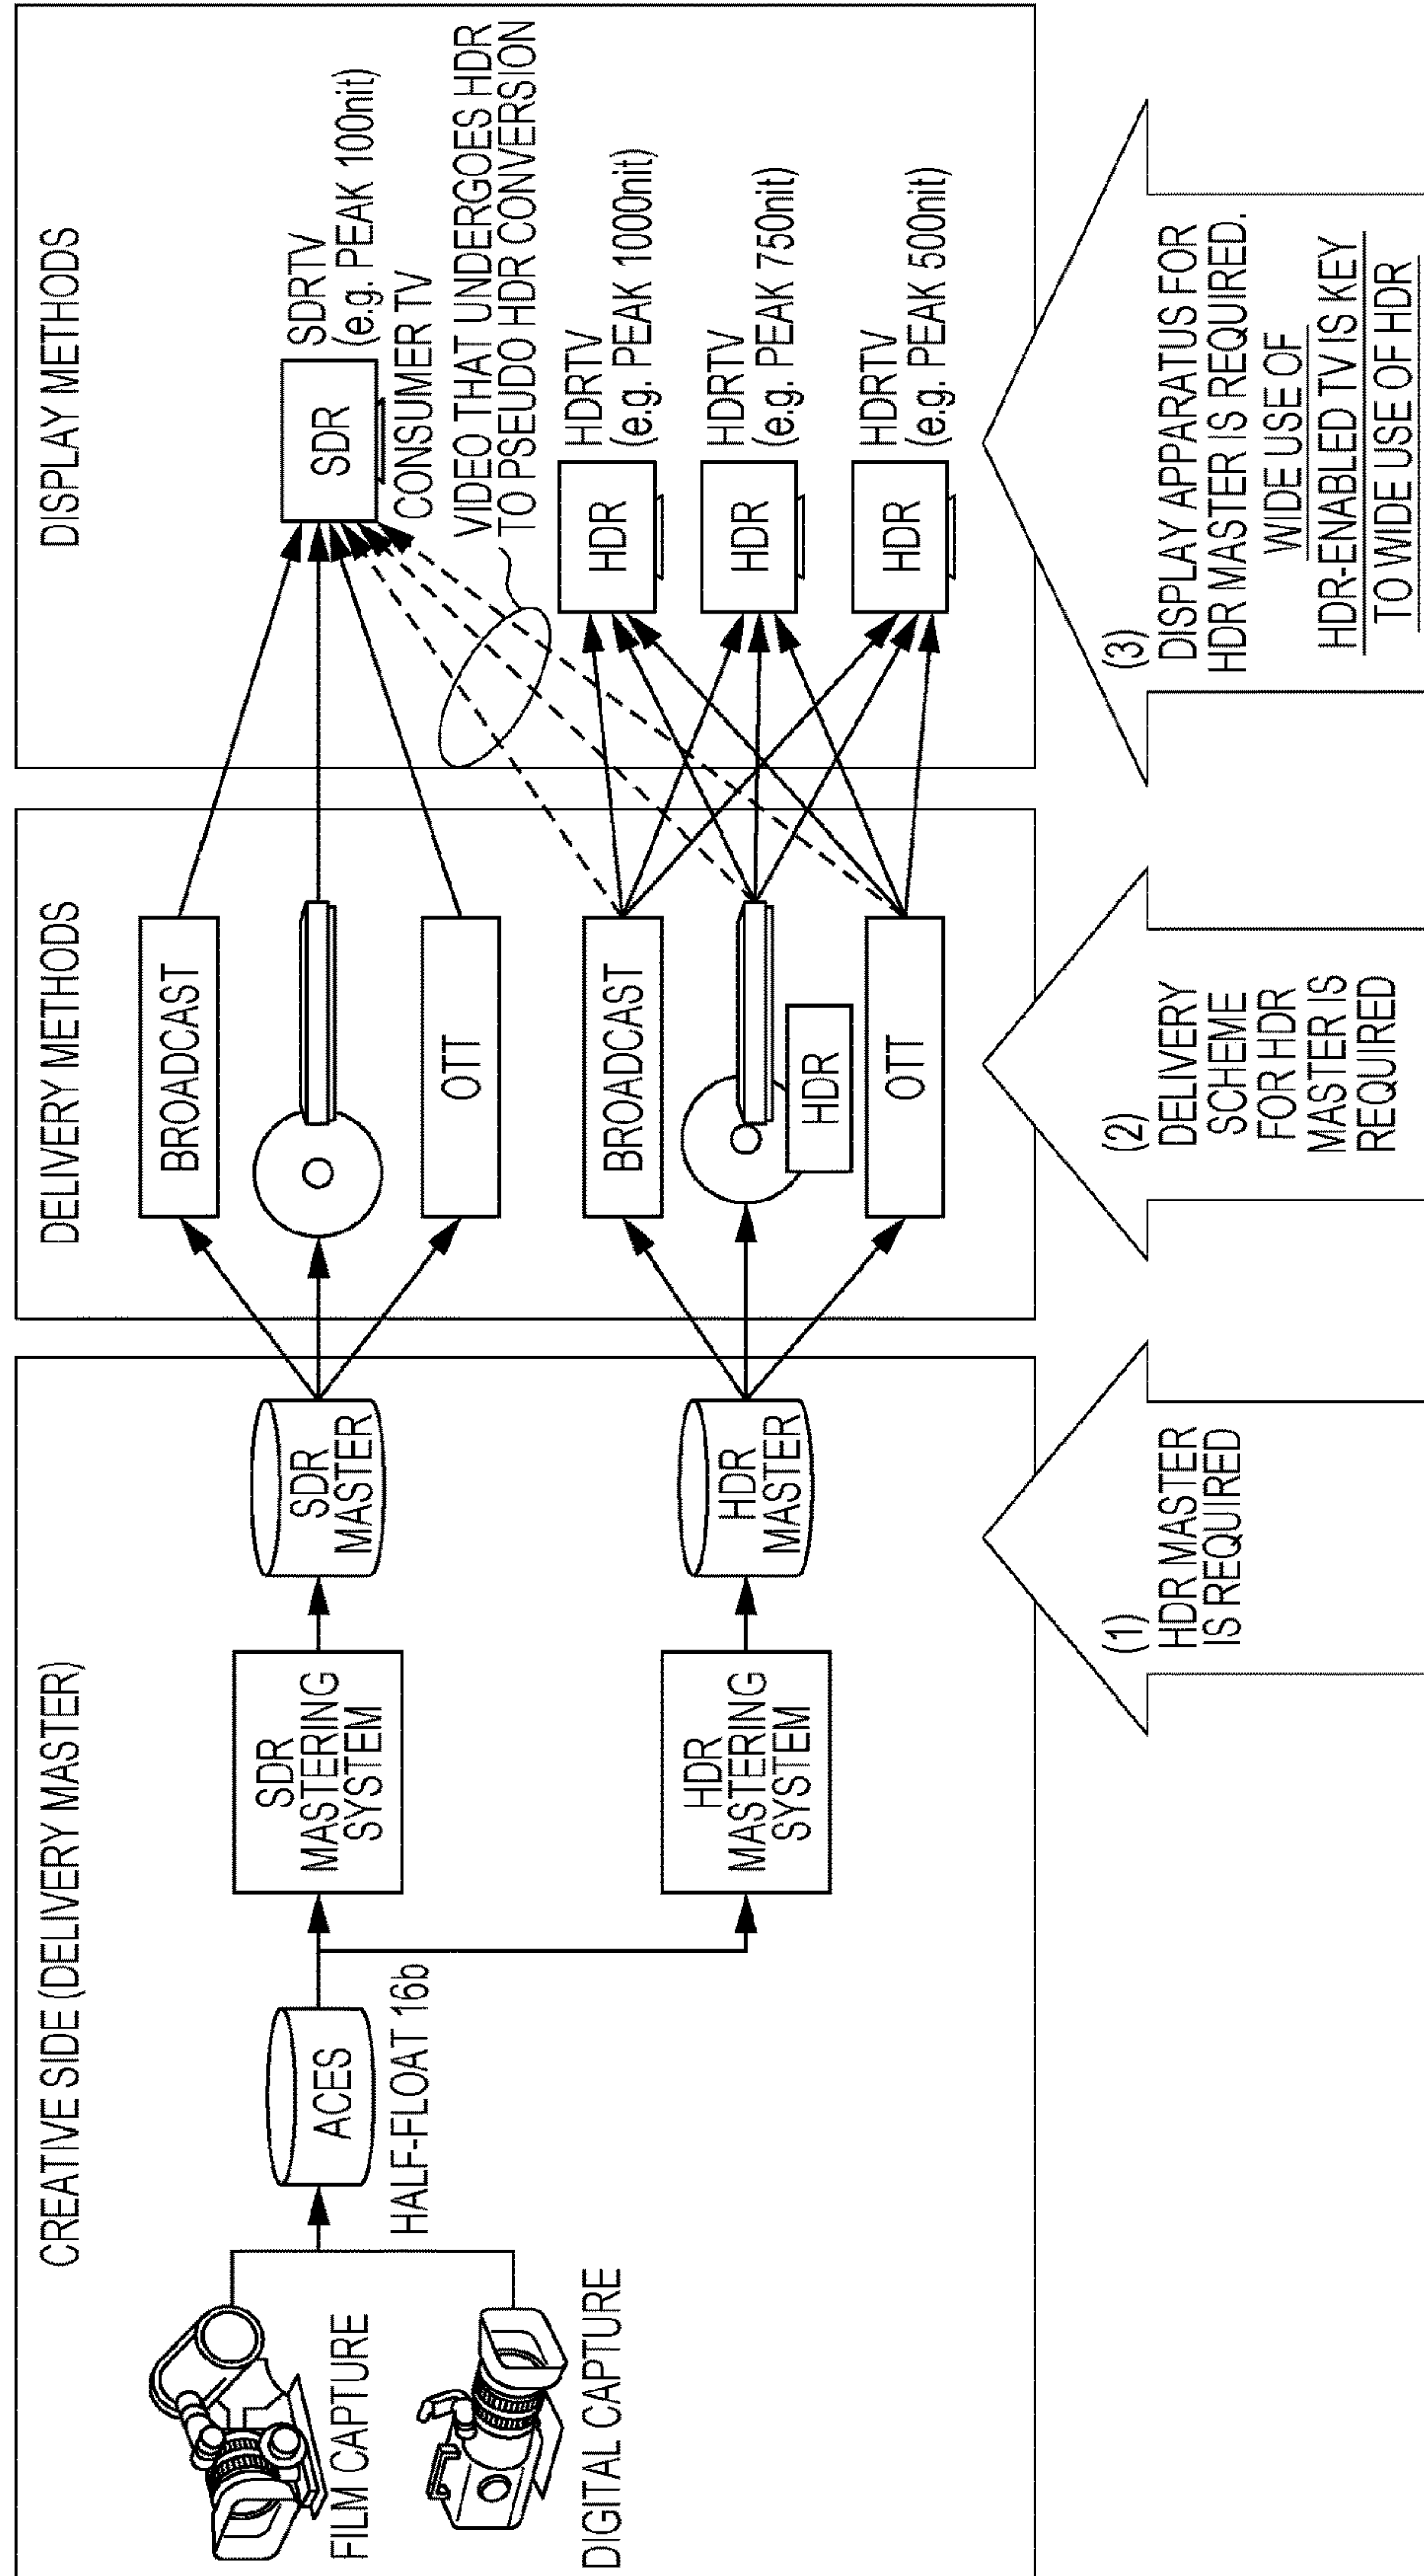 CREATIVE SIDE (DELIVERY MASTER)
FILM CAPTURE
DIGITAL CAPTURE
ACES
HALF-FLOAT 16b
SDR
MASTERING
SYSTEM
HDR
MASTERING
SYSTEM
SDR
MASTER
HDR
MASTER
DELIVERY METHODS
BROADCAST
OTT
BROADCAST
HDR
OTT
DISPLAY METHODS
SDR
SDRTV
(e.g. PEAK 100nit)
CONSUMER TV
VIDEO THAT UNDERGOES HDR
TO PSEUDO HDR CONVERSION
HDR
HDRTV
(e.g. PEAK 1000nit)
HDR
HDRTV
(e.g. PEAK 750nit)
HDR
HDRTV
(e.g. PEAK 500nit)
(1)
HDR MASTER
IS REQUIRED
(2)
DELIVERY
SCHEME
FOR HDR
MASTER IS
REQUIRED
(3)
DISPLAY APPARATUS FOR
HDR MASTER IS REQUIRED.
WIDE USE OF
HDR-ENABLED TV IS KEY
TO WIDE USE OF HDR